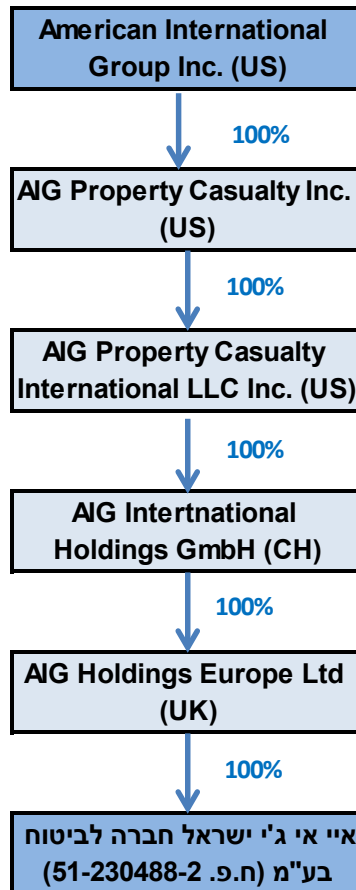 American International
Group Inc. (US)
100%
AIG Property Casualty Inc.
(US)
100%
AIG Property Casualty
International LLC Inc. (US)
100%
AIG Intertnational
Holdings GmbH (CH)
100%
AIG Holdings Europe Ltd
(UK)
100%
איי אי ג'י ישראל חברה לביטוח
בע"מ (ח.פ. 51-230488-2)